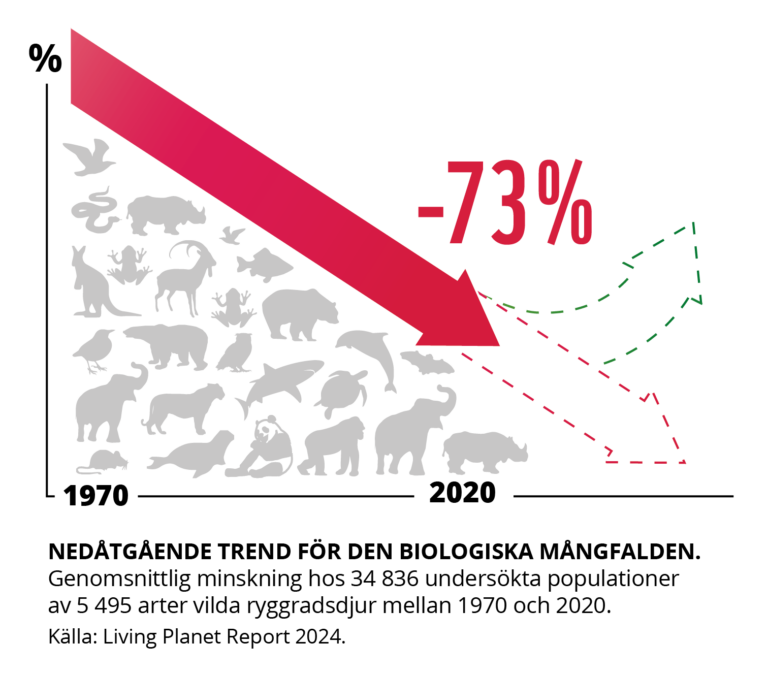 %
-73%
1970
2020
NEDÅTGÅENDE TREND FÖR DEN BIOLOGISKA MÅNGFALDEN.
Genomsnittlig minskning hos 34 836 undersökta populationer
av 5 495 arter vilda ryggradsdjur mellan 1970 och 2020.
Källa: Living Planet Report 2024.